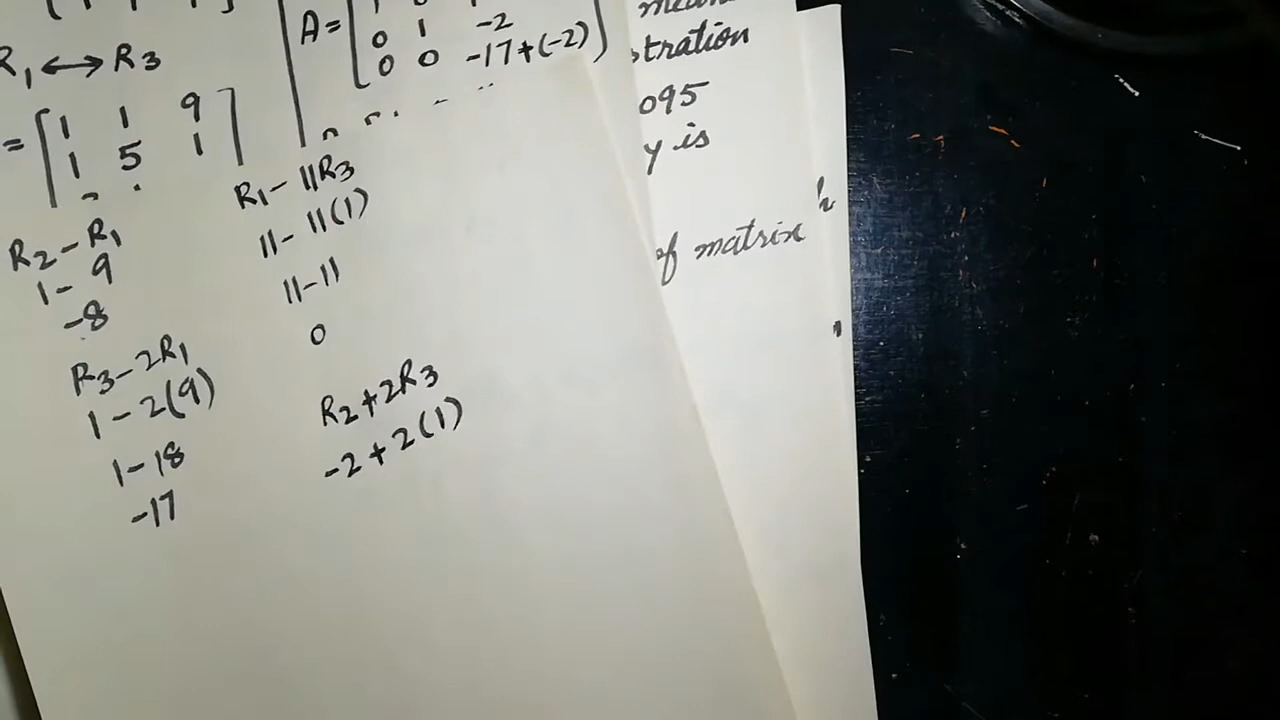 A =
0 1 -2
0 0 -17+(-2)
R1 ↔ R3
=
1 1 9
1 5 1
R2 - R1
1 - 9
-8
R3 - 2R1
1 - 2(9)
1 - 18
-17
R1 - 11R3
11 - 11(1)
11 - 11
0
R2 + 2R3
-2 + 2(1)
stration
095
y is
of matrix